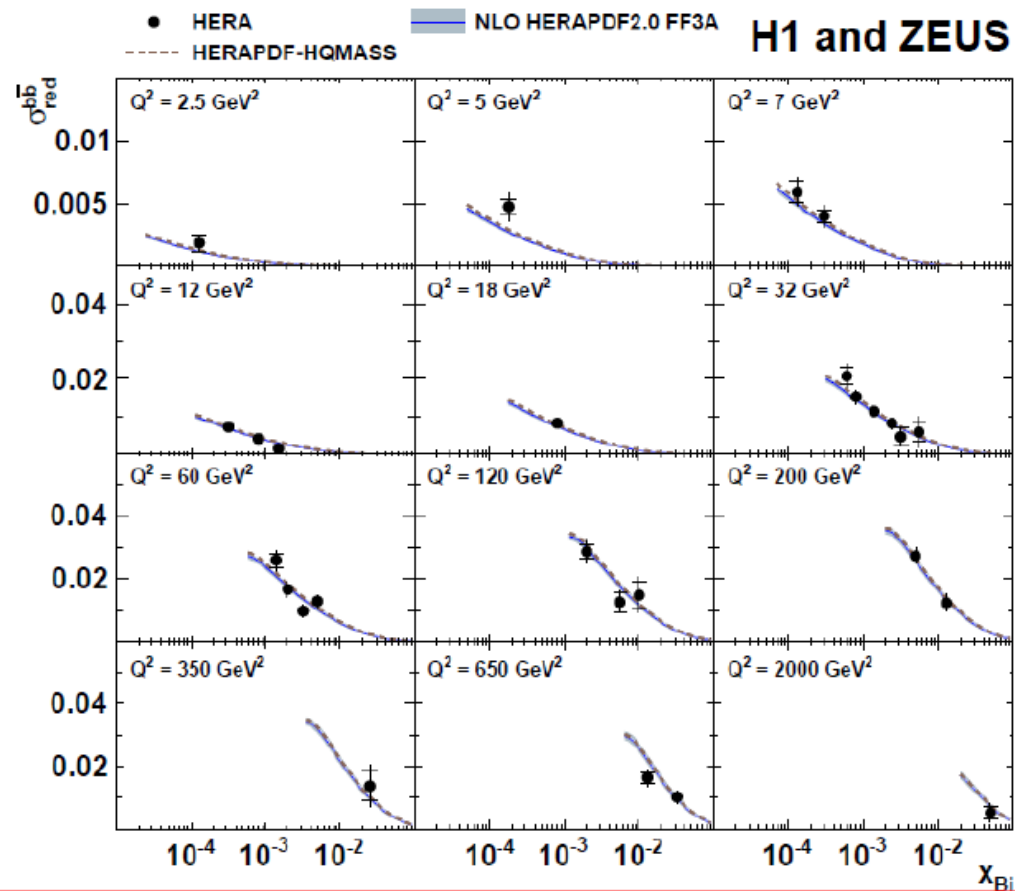 HERA
NLO HERAPDF2.0 FF3A
HERAPDF-HQMASS
H1 and ZEUS
σ_red^bb̅
Q² = 2.5 GeV²
Q² = 5 GeV²
Q² = 7 GeV²
0.01
0.005
Q² = 12 GeV²
Q² = 18 GeV²
Q² = 32 GeV²
0.04
0.02
Q² = 60 GeV²
Q² = 120 GeV²
Q² = 200 GeV²
0.04
0.02
Q² = 350 GeV²
Q² = 650 GeV²
Q² = 2000 GeV²
0.04
0.02
10⁻⁴ 10⁻³ 10⁻² 10⁻⁴ 10⁻³ 10⁻² 10⁻⁴ 10⁻³ 10⁻²
x_Bj